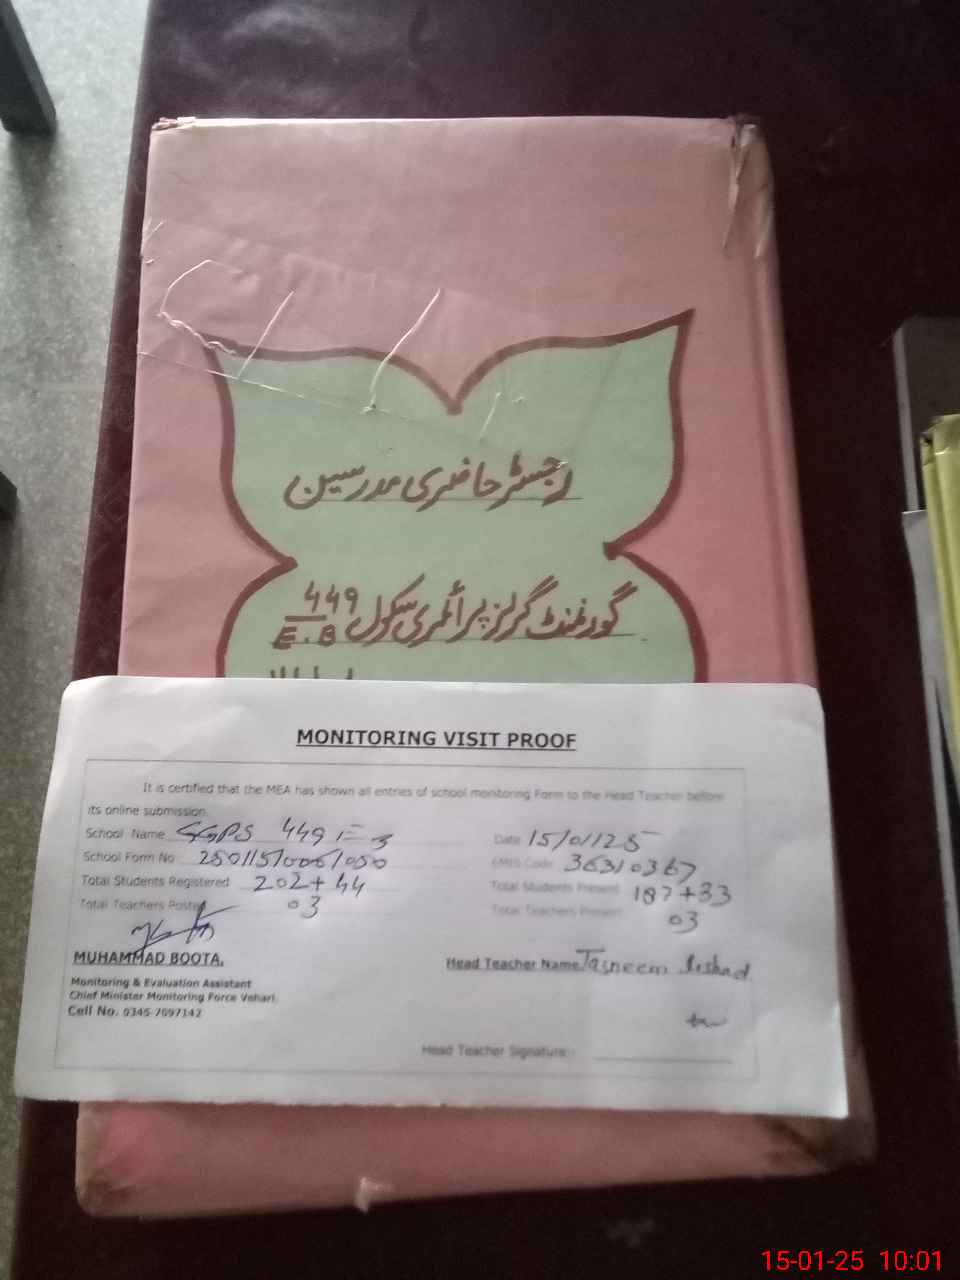 رجسٹر حاضری مدرسین
گورنمنٹ گرلز پرائمری سکول 449
E.B
MONITORING VISIT PROOF
It is certified that the MEA has shown all entries of school monitoring Form to the Head Teacher before
its online submission.
School Name GGPS 449 Date 15/01/25
School Form No 250115/0061050 EMIS Code 36310367
Total Students Registered 202+44 Total Students Present 187+33
Total Teachers Posted 03 Total Teachers Present 03
MUHAMMAD BOOTA. Head Teacher Name Tasneem
Monitoring & Evaluation Assistant
Chief Minister Monitoring Force Vehari.
Cell No. 0345-7097142
Head Teacher Signature:-
15-01-25 10:01